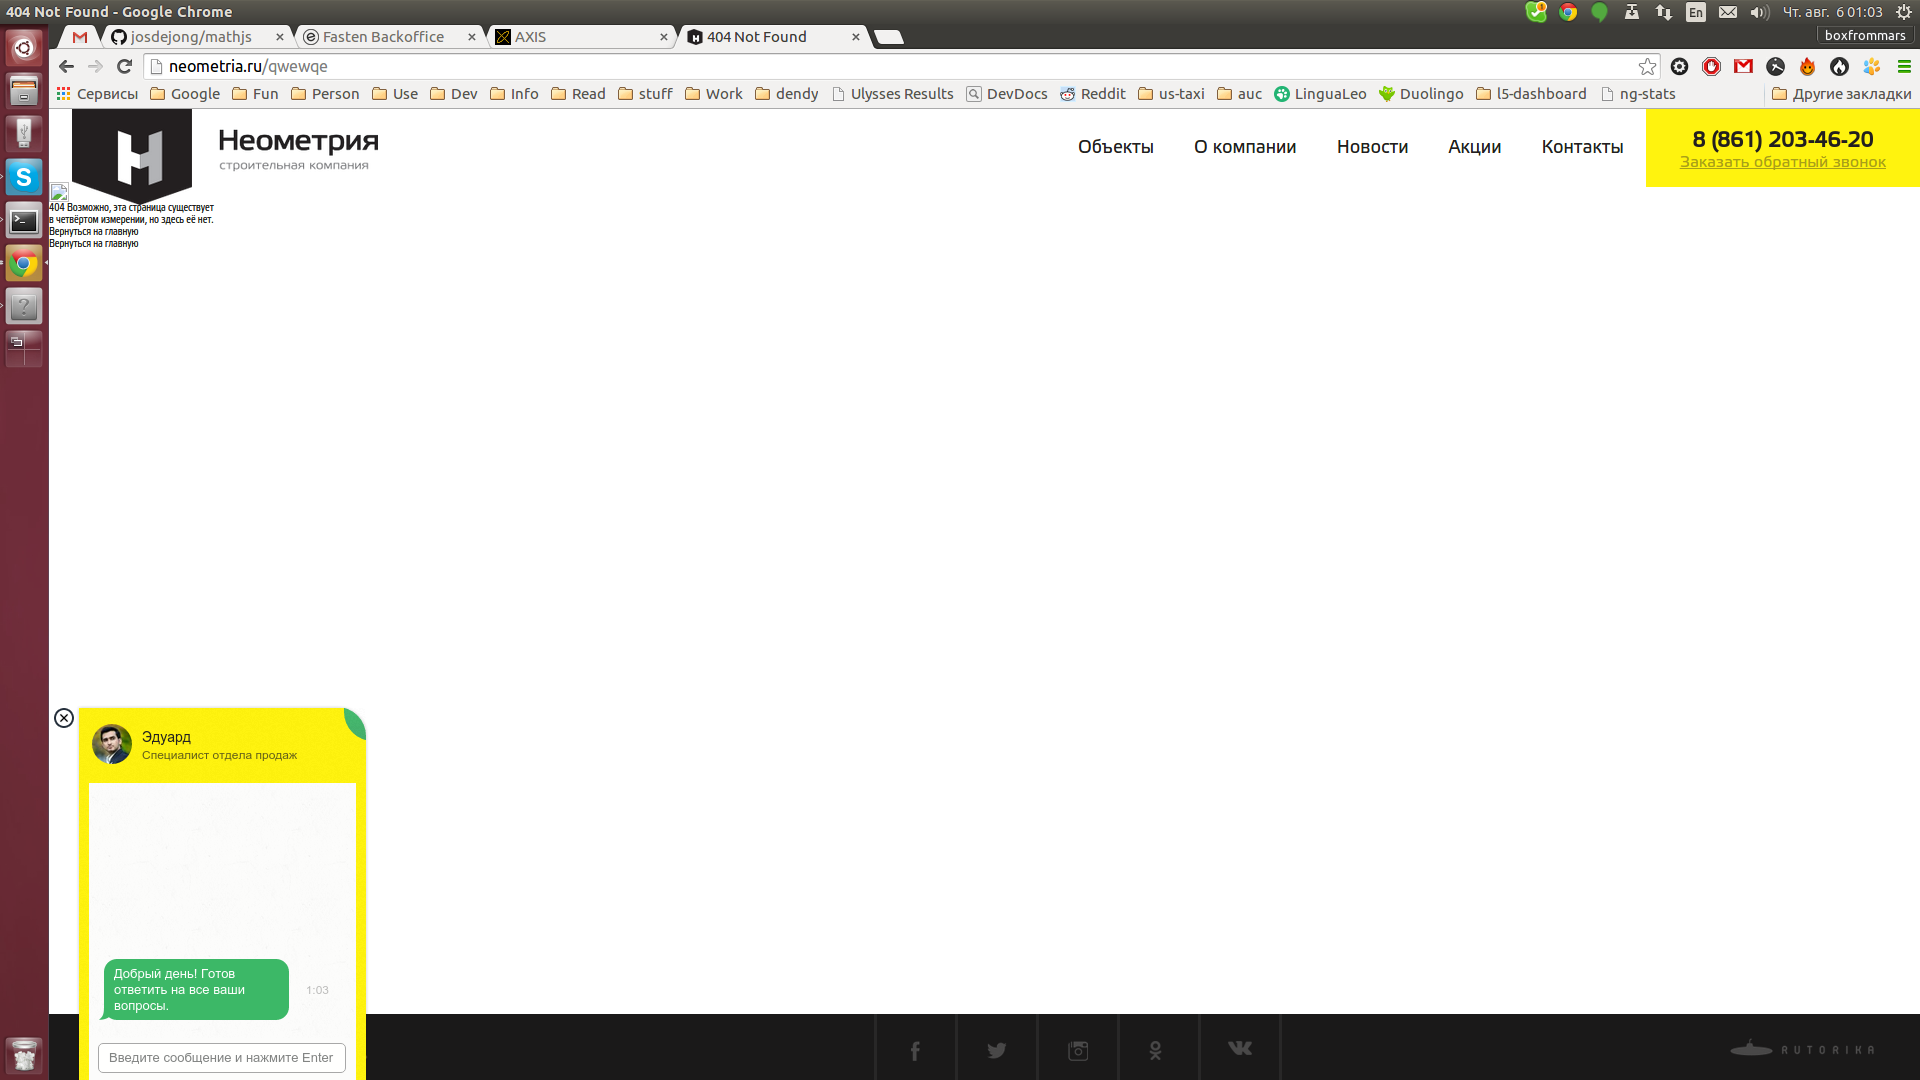 404 Not Found - Google Chrome
En
Чт. авг. 6 01:03
josdejong/mathjs
Fasten Backoffice
AXIS
404 Not Found
boxfrommars
neometria.ru/qwewqe
Сервисы
Google
Fun
Person
Use
Dev
Info
Read
stuff
Work
dendy
Ulysses Results
DevDocs
Reddit
us-taxi
auc
LinguaLeo
Duolingo
l5-dashboard
ng-stats
Другие закладки
Неометрия
строительная компания
Объекты
О компании
Новости
Акции
Контакты
8 (861) 203-46-20
Заказать обратный звонок
404 Возможно, эта страница существует
в четвёртом измерении, но здесь её нет.
Вернуться на главную
Вернуться на главную
Эдуард
Специалист отдела продаж
Добрый день! Готов
ответить на все ваши
вопросы.
1:03
Введите сообщение и нажмите Enter
RUTORIKA